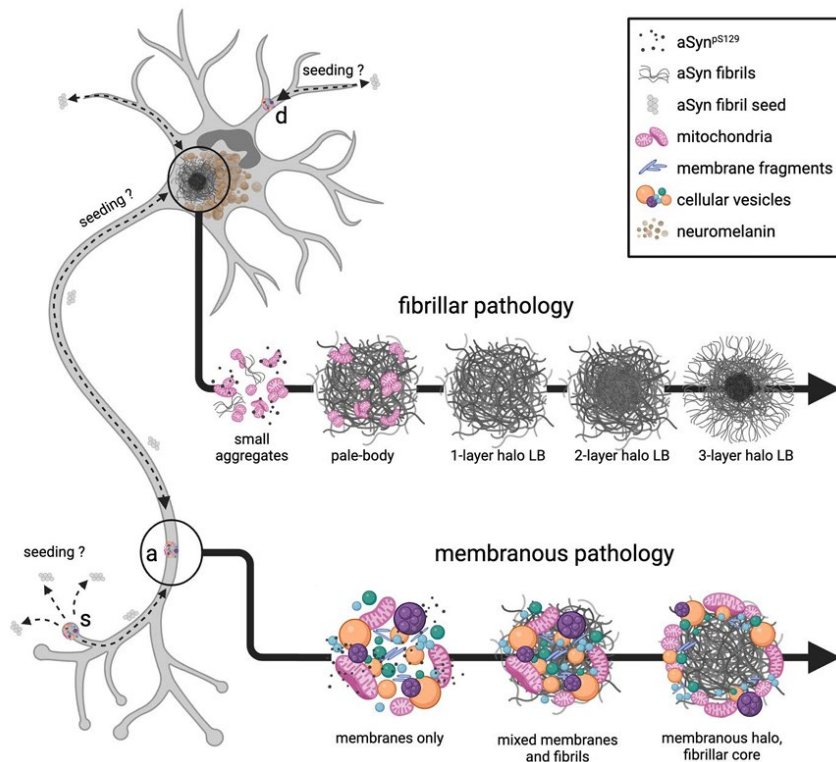 seeding ?
d
seeding ?
aSynpS129
aSyn fibrils
aSyn fibril seed
mitochondria
membrane fragments
cellular vesicles
neuromelanin
fibrillar pathology
small
aggregates
pale-body
1-layer halo LB
2-layer halo LB
3-layer halo LB
a
seeding ?
s
membranous pathology
membranes only
mixed membranes
and fibrils
membranous halo,
fibrillar core